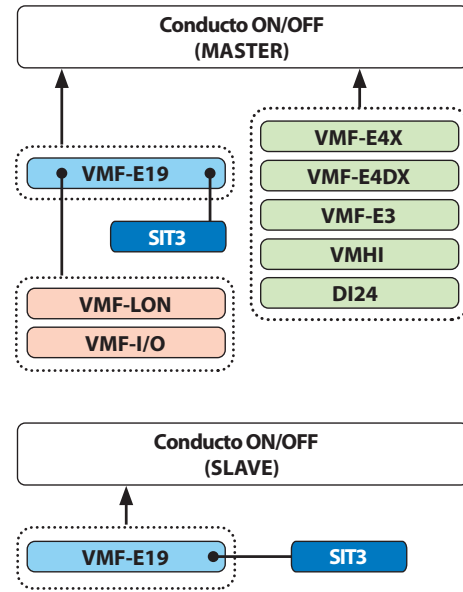 Conducto ON/OFF
(MASTER)
VMF-E19
SIT3
VMF-LON
VMF-I/O
VMF-E4X
VMF-E4DX
VMF-E3
VMHI
DI24
Conducto ON/OFF
(SLAVE)
VMF-E19
SIT3